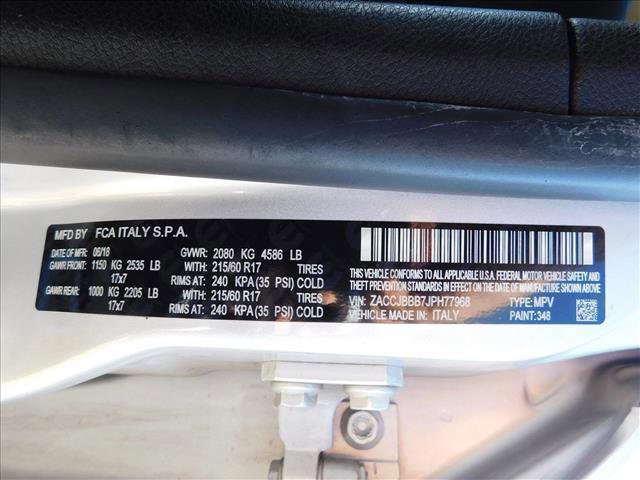 MFD BY FCA ITALY S.P.A.
DATE OF MFR: 06/18 GVWR: 2080 KG 4586 LB
GAWR FRONT: 1150 KG 2535 LB WITH: 215/60 R17 TIRES
17x7 RIMS AT: 240 KPA(35 PSI) COLD
GAWR REAR: 1000 KG 2205 LB WITH: 215/60 R17 TIRES
17x7 RIMS AT: 240 KPA(35 PSI) COLD
THIS VEHICLE CONFORMS TO ALL APPLICABLE U.S.A. FEDERAL MOTOR VEHICLE SAFETY AND
THEFT PREVENTION STANDARDS IN EFFECT ON THE DATE OF MANUFACTURE SHOWN ABOVE
VIN: ZACCJBBB7JPH77968 TYPE: MPV
VEHICLE MADE IN: ITALY PAINT: 348